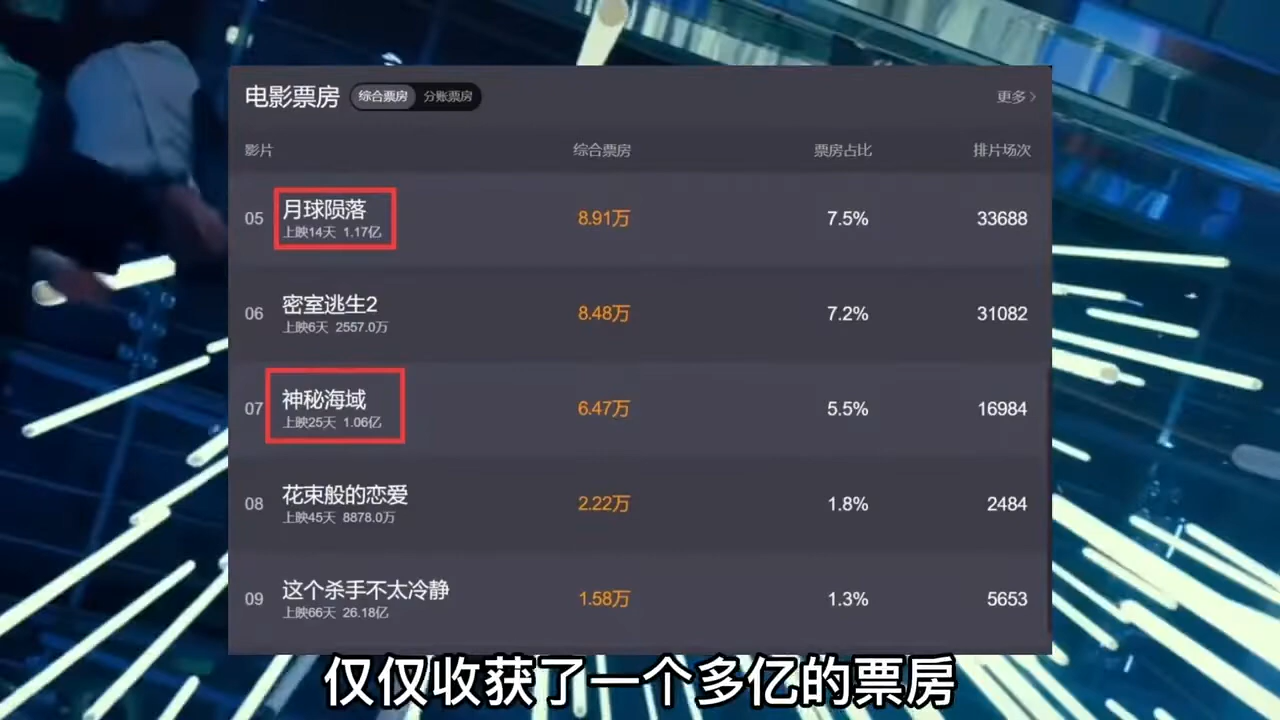 电影票房 综合票房 分账票房 更多>
影片 综合票房 票房占比 排片场次
05 月球陨落 8.91万 7.5% 33688
上映14天 1.17亿
06 密室逃生2 8.48万 7.2% 31082
上映6天 2557.0万
07 神秘海域 6.47万 5.5% 16984
上映25天 1.06亿
08 花束般的恋爱 2.22万 1.8% 2484
上映45天 8878.0万
09 这个杀手不太冷静 1.58万 1.3% 5653
上映66天 26.18亿
仅仅收获了一个多亿的票房